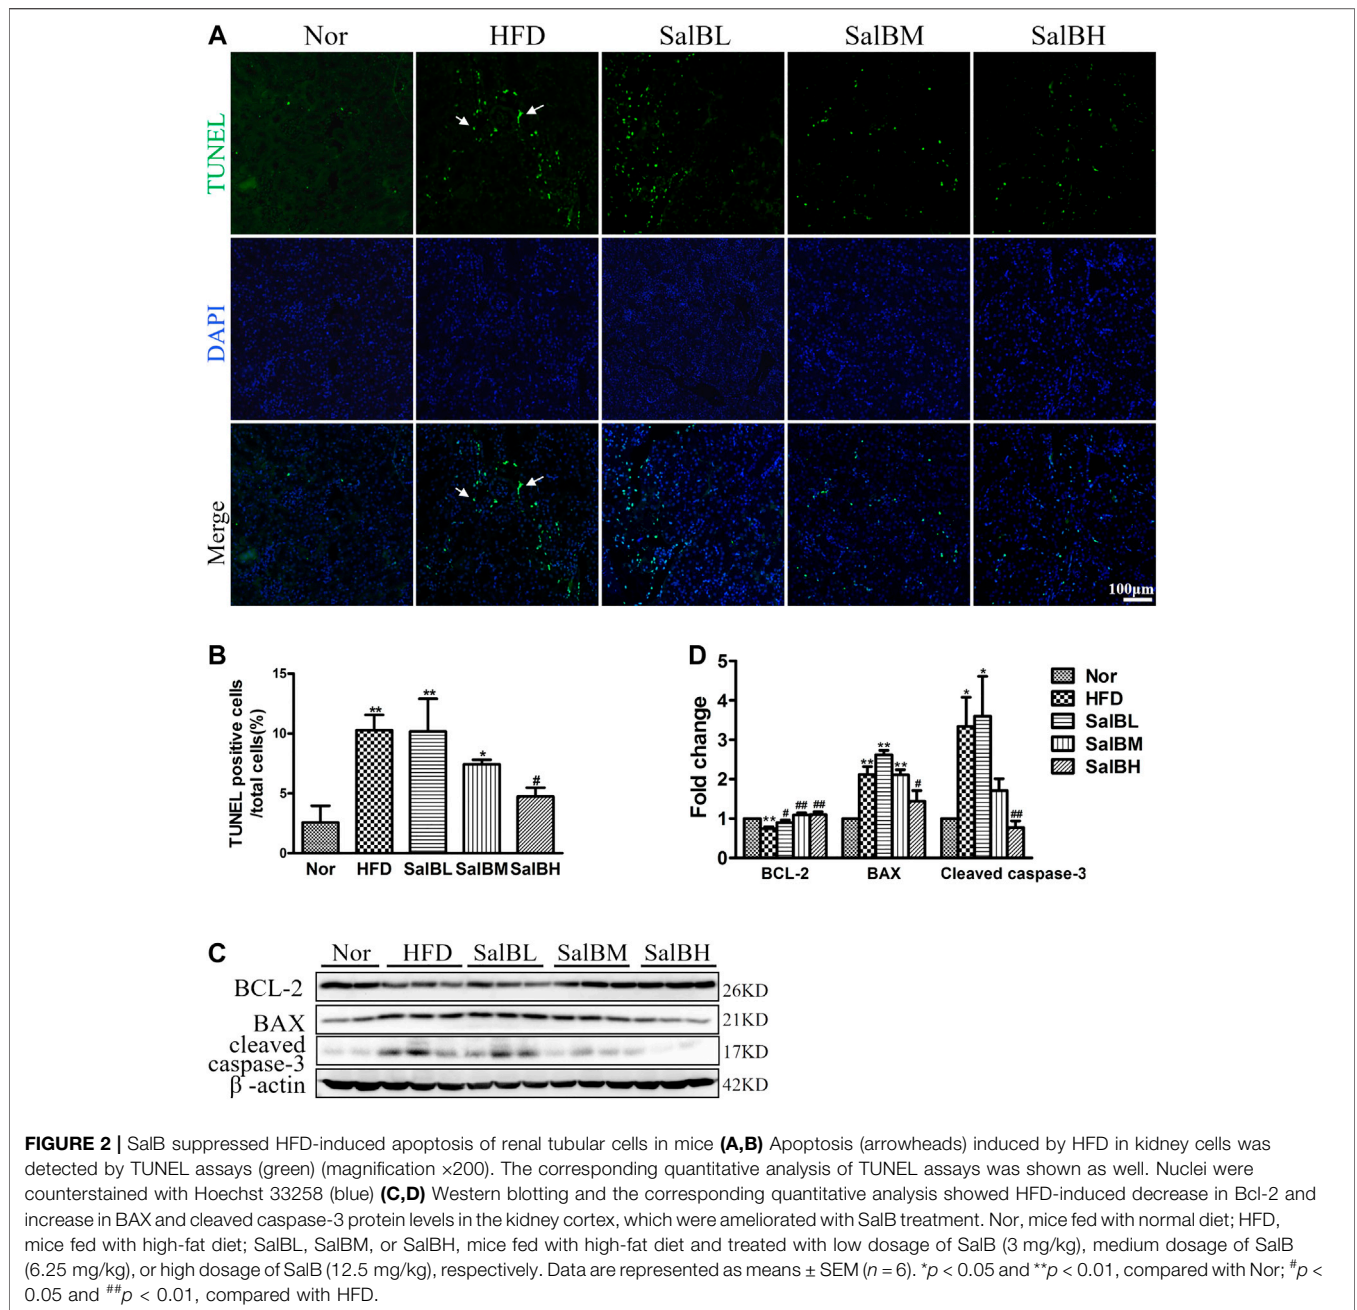 A
Nor HFD SalBL SalBM SalBH
TUNEL
DAPI
Merge
100μm
B
TUNEL positive cells
/total cells(%)
15
10
5
0
** ** * #
Nor HFD SalBL SalBM SalBH
D
Fold change
5
4
3
2
1
0
** # ## ##
** ** ** #
* * ##
BCL-2 BAX Cleaved caspase-3
Nor
HFD
SalBL
SalBM
SalBH
C
Nor HFD SalBL SalBM SalBH
BCL-2 26KD
BAX 21KD
cleaved
caspase-3 17KD
β -actin 42KD
FIGURE 2 | SalB suppressed HFD-induced apoptosis of renal tubular cells in mice (A,B) Apoptosis (arrowheads) induced by HFD in kidney cells was
detected by TUNEL assays (green) (magnification ×200). The corresponding quantitative analysis of TUNEL assays was shown as well. Nuclei were
counterstained with Hoechst 33258 (blue) (C,D) Western blotting and the corresponding quantitative analysis showed HFD-induced decrease in Bcl-2 and
increase in BAX and cleaved caspase-3 protein levels in the kidney cortex, which were ameliorated with SalB treatment. Nor, mice fed with normal diet; HFD,
mice fed with high-fat diet; SalBL, SalBM, or SalBH, mice fed with high-fat diet and treated with low dosage of SalB (3 mg/kg), medium dosage of SalB
(6.25 mg/kg), or high dosage of SalB (12.5 mg/kg), respectively. Data are represented as means ± SEM (n = 6). *p < 0.05 and **p < 0.01, compared with Nor; #p <
0.05 and ##p < 0.01, compared with HFD.